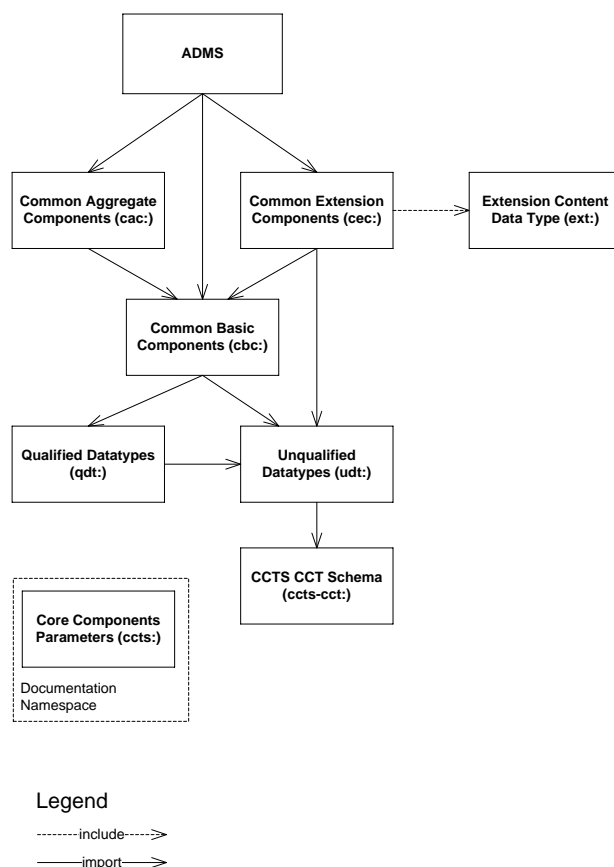 ADMS
Common Aggregate
Components (cac:)
Common Extension
Components (cec:)
Extension Content
Data Type (ext:)
Common Basic
Components (cbc:)
Qualified Datatypes
(qdt:)
Unqualified
Datatypes (udt:)
CCTS CCT Schema
(ccts-cct:)
Core Components
Parameters (ccts:)
Documentation
Namespace
Legend
include
import